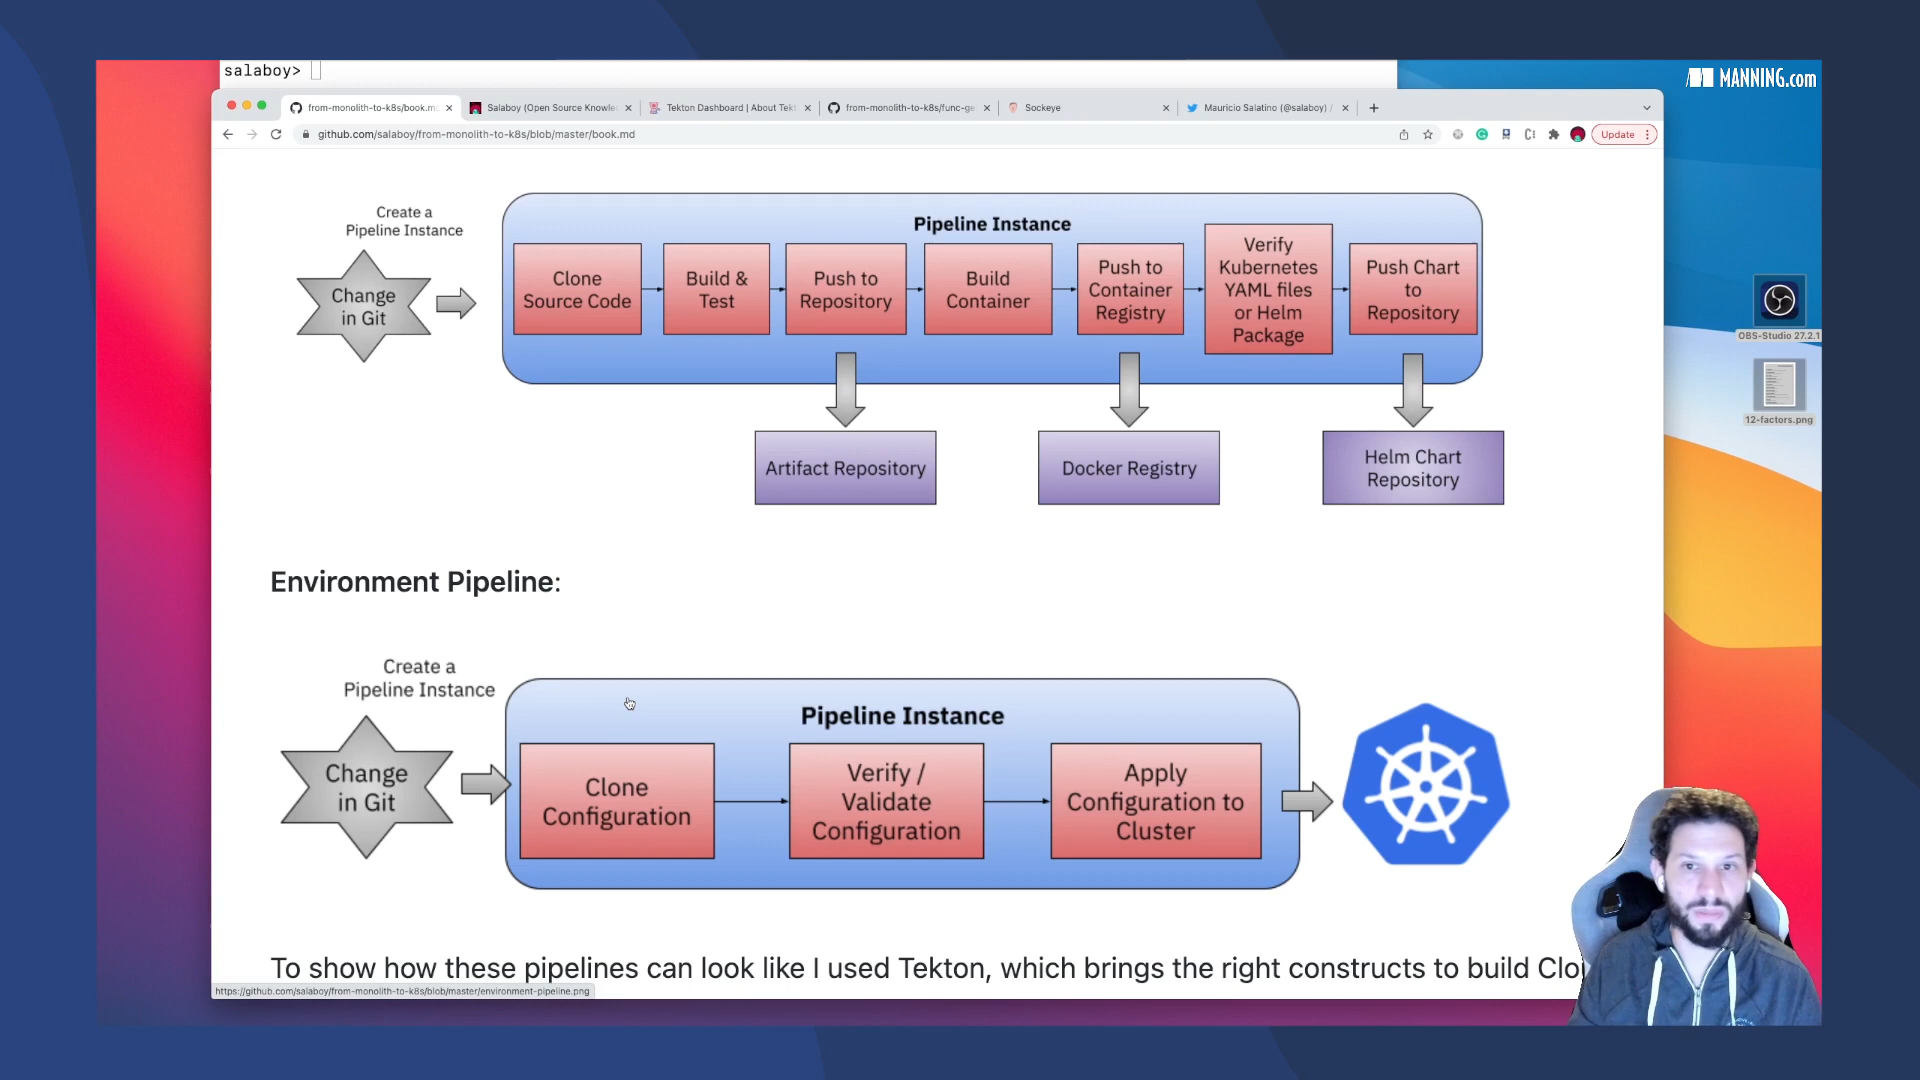 salaboy>
MANNING.com
from-monolith-to-k8s/book.m
Salaboy (Open Source Knowle
Tekton Dashboard | About Tekt
from-monolith-to-k8s/func-ge
Sockeye
Mauricio Salatino (@salaboy) /
github.com/salaboy/from-monolith-to-k8s/blob/master/book.md
Update
Create a
Pipeline Instance
Change
in Git
Pipeline Instance
Clone
Source Code
Build &
Test
Push to
Repository
Build
Container
Push to
Container
Registry
Verify
Kubernetes
YAML files
or Helm
Package
Push Chart
to
Repository
Artifact Repository
Docker Registry
Helm Chart
Repository
OBS-Studio 27.2.1
12-factors.png
Environment Pipeline:
Create a
Pipeline Instance
Change
in Git
Pipeline Instance
Clone
Configuration
Verify /
Validate
Configuration
Apply
Configuration to
Cluster
To show how these pipelines can look like I used Tekton, which brings the right constructs to build Clo
https://github.com/salaboy/from-monolith-to-k8s/blob/master/environment-pipeline.png